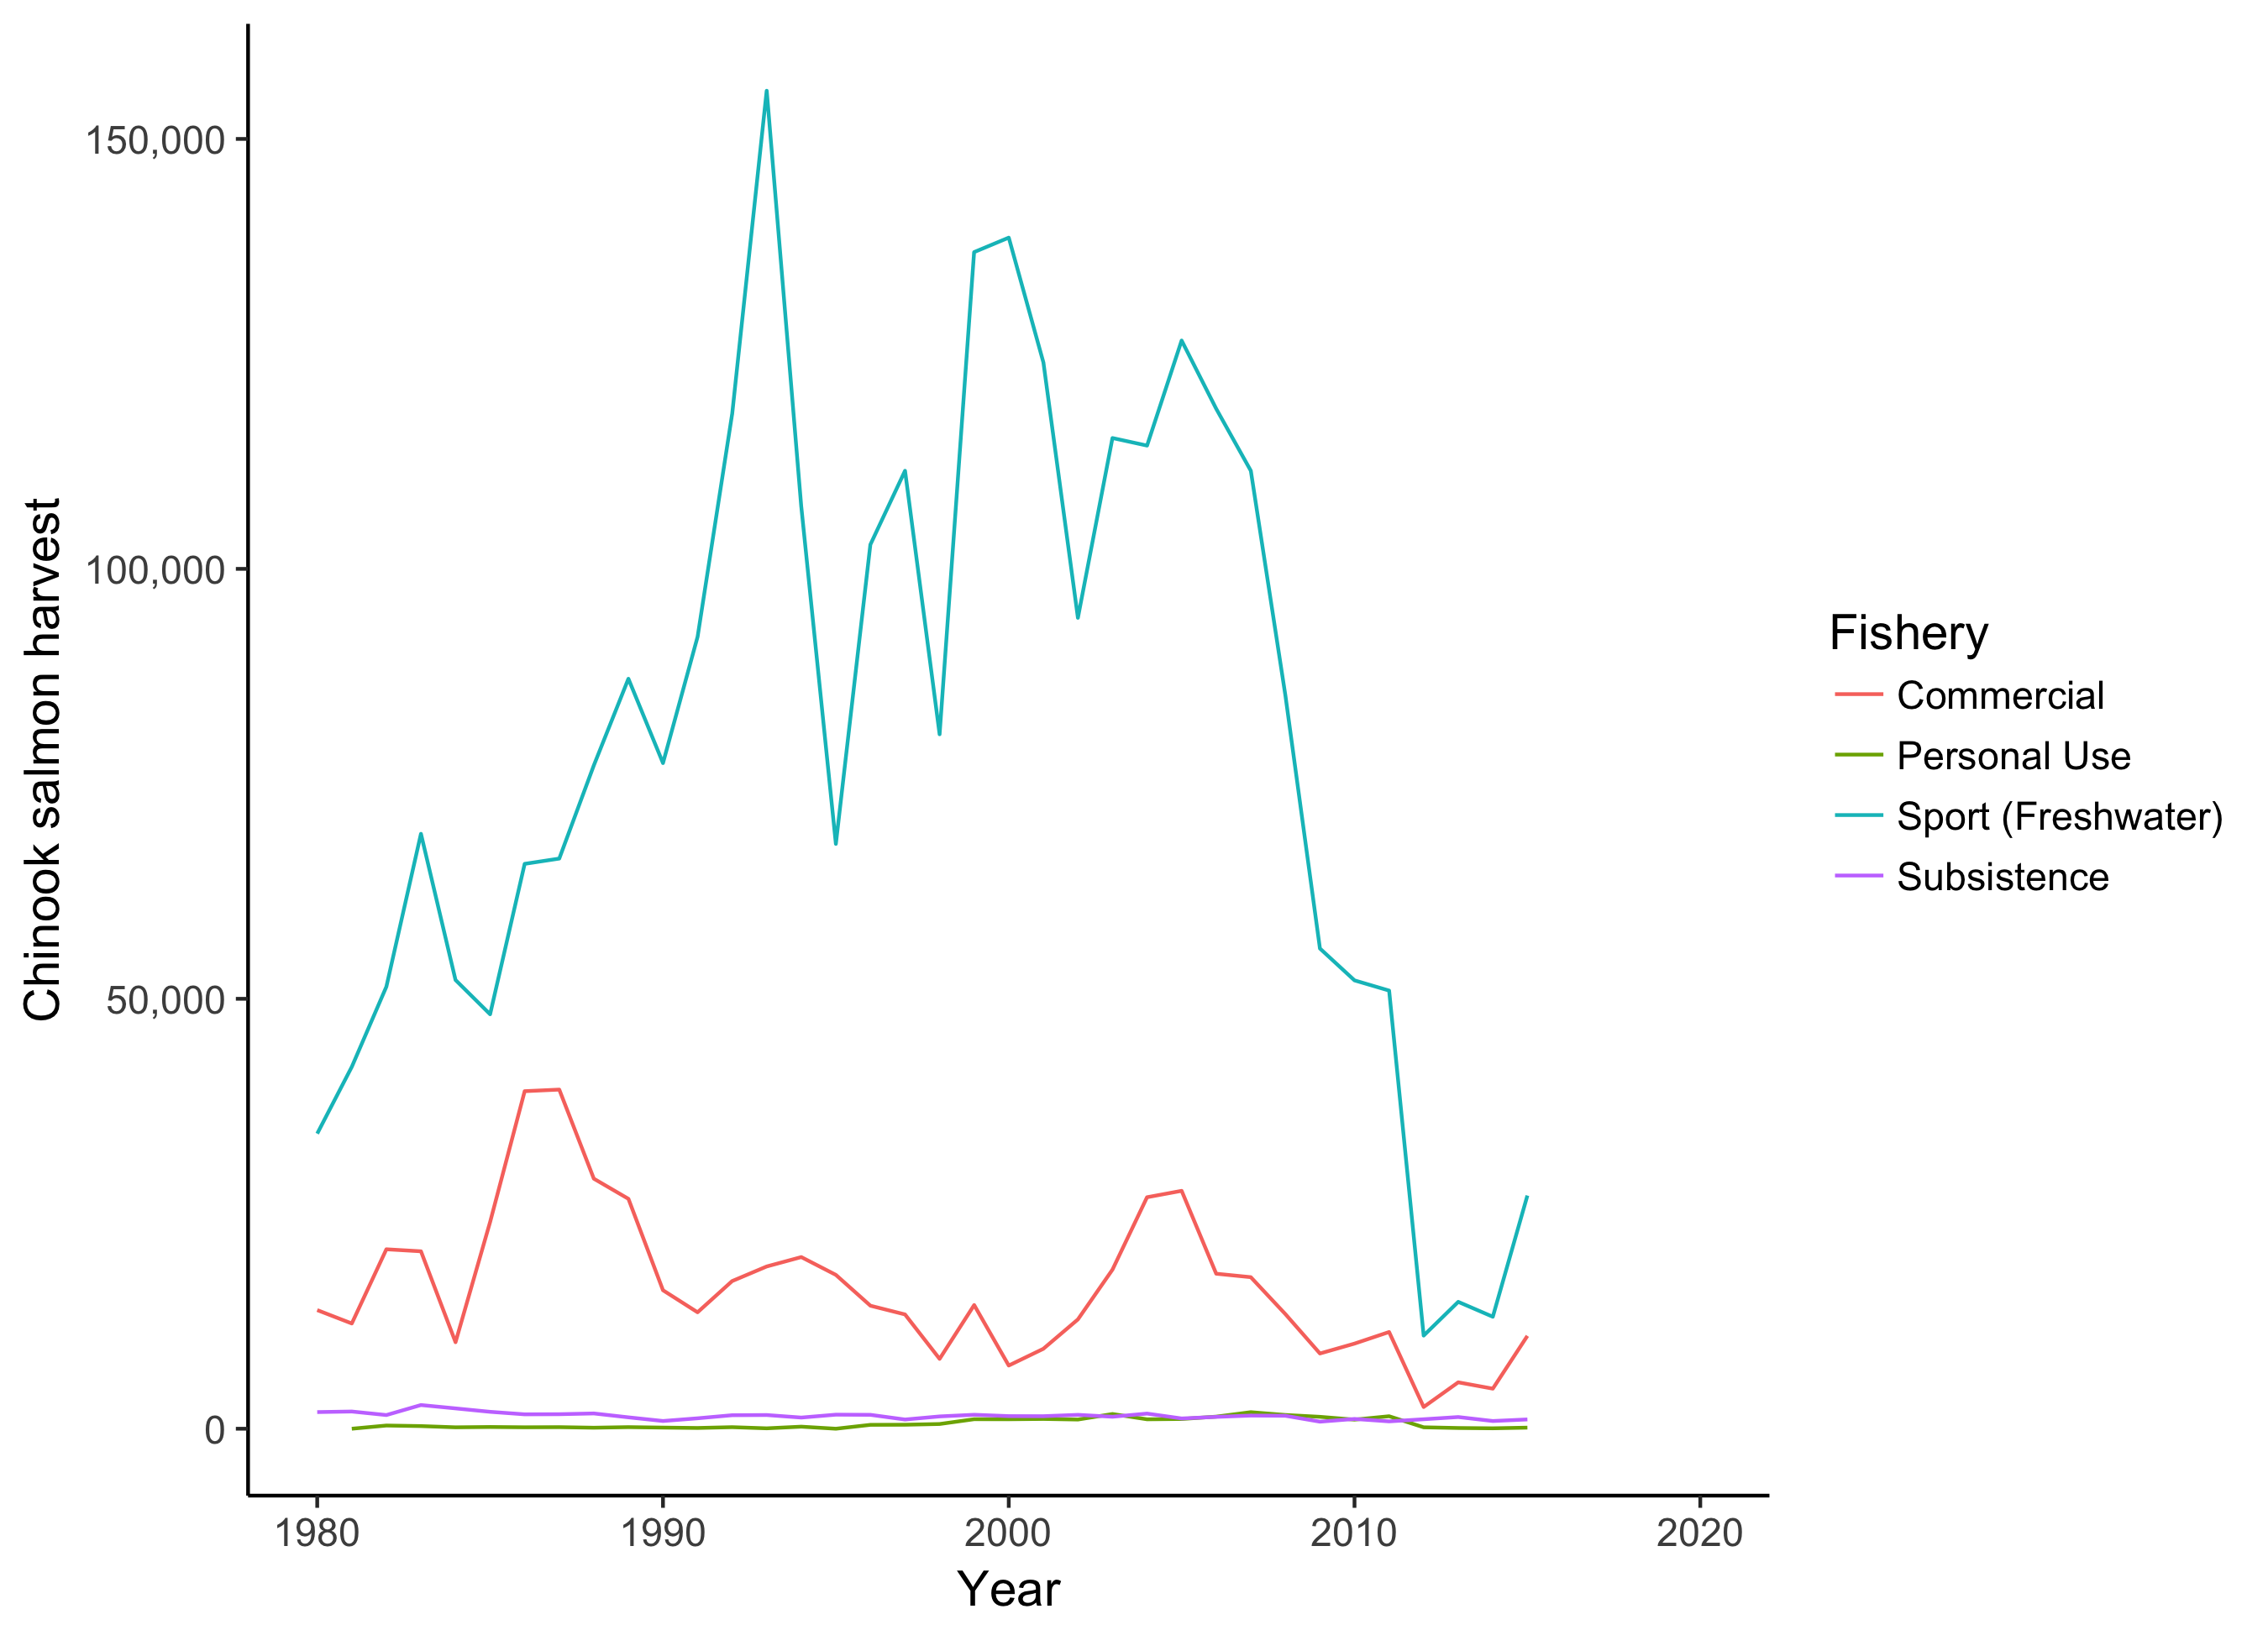 150,000
100,000
50,000
0
Chinook salmon harvest
1980
1990
2000
2010
2020
Year
Fishery
Commercial
Personal Use
Sport (Freshwater)
Subsistence